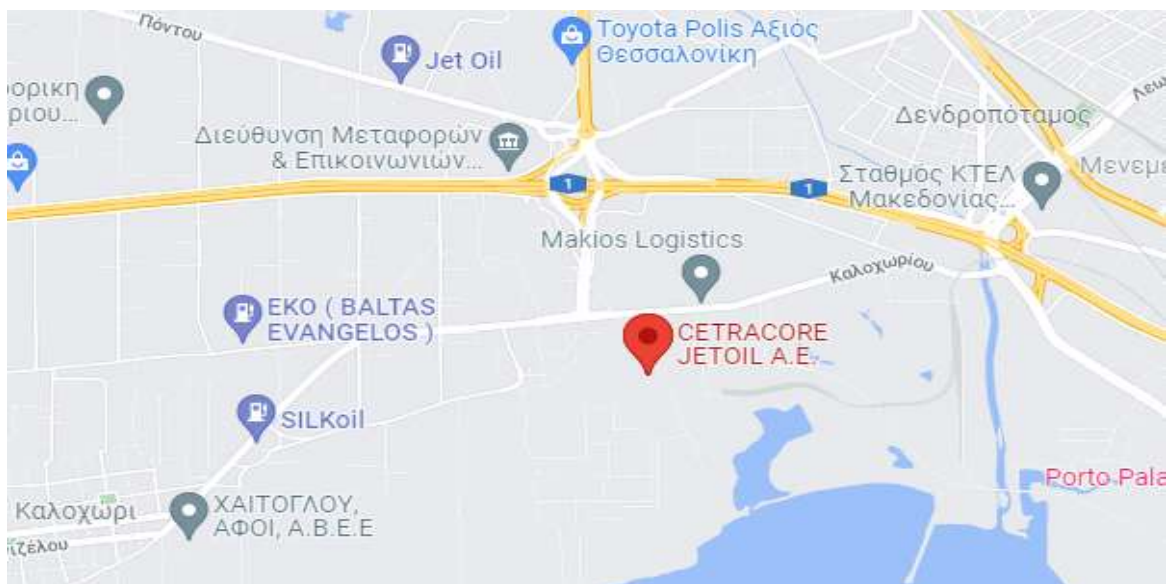 Πόντου
Jet Oil
Toyota Polis Αξιός
Θεσσαλονίκη
Διεύθυνση Μεταφορών
& Επικοινωνιών...
1
1
Δενδροπόταμος
Σταθμός ΚΤΕΛ
Μακεδονίας...
Makios Logistics
Καλοχωρίου
EKO ( BALTAS
EVANGELOS )
CETRACORE
JETOIL A.E.
SILKoil
Καλοχώρι
ΧΑΙΤΟΓΛΟΥ,
ΑΦΟΙ, Α.Β.Ε.Ε
Porto Pala